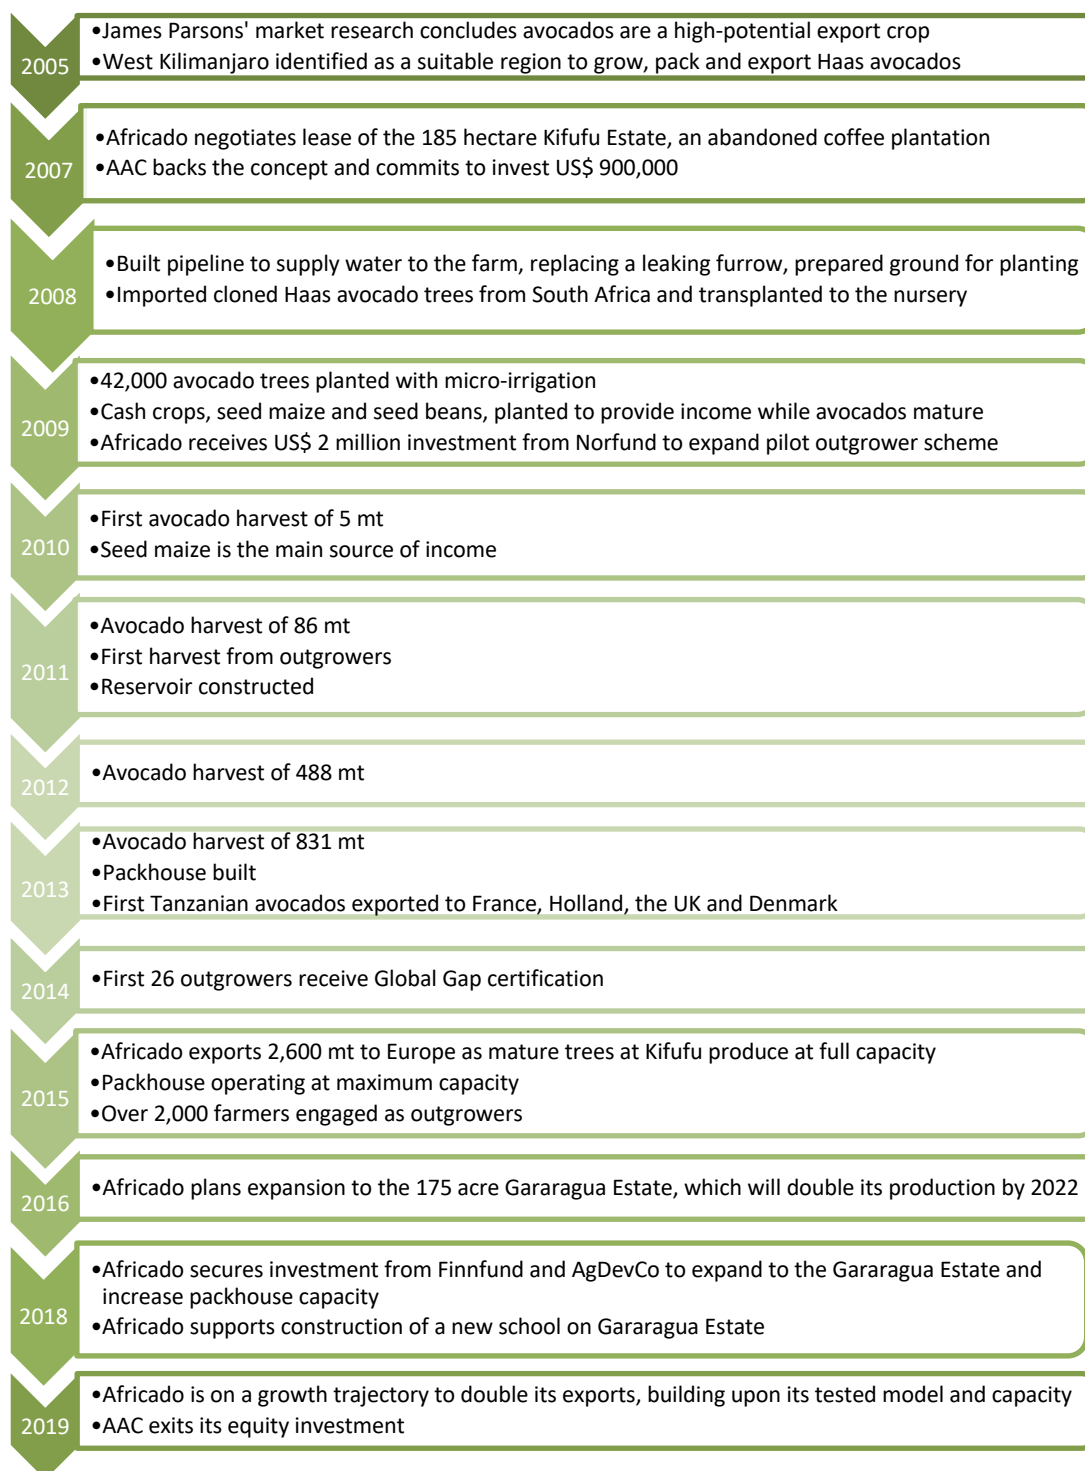 2005
•James Parsons' market research concludes avocados are a high-potential export crop
•West Kilimanjaro identified as a suitable region to grow, pack and export Haas avocados
2007
•Africado negotiates lease of the 185 hectare Kifufu Estate, an abandoned coffee plantation
•AAC backs the concept and commits to invest US$ 900,000
2008
•Built pipeline to supply water to the farm, replacing a leaking furrow, prepared ground for planting
•Imported cloned Haas avocado trees from South Africa and transplanted to the nursery
2009
•42,000 avocado trees planted with micro-irrigation
•Cash crops, seed maize and seed beans, planted to provide income while avocados mature
•Africado receives US$ 2 million investment from Norfund to expand pilot outgrower scheme
2010
•First avocado harvest of 5 mt
•Seed maize is the main source of income
2011
•Avocado harvest of 86 mt
•First harvest from outgrowers
•Reservoir constructed
2012
•Avocado harvest of 488 mt
2013
•Avocado harvest of 831 mt
•Packhouse built
•First Tanzanian avocados exported to France, Holland, the UK and Denmark
2014
•First 26 outgrowers receive Global Gap certification
2015
•Africado exports 2,600 mt to Europe as mature trees at Kifufu produce at full capacity
•Packhouse operating at maximum capacity
•Over 2,000 farmers engaged as outgrowers
2016
•Africado plans expansion to the 175 acre Gararagua Estate, which will double its production by 2022
2018
•Africado secures investment from Finnfund and AgDevCo to expand to the Gararagua Estate and
increase packhouse capacity
•Africado supports construction of a new school on Gararagua Estate
2019
•Africado is on a growth trajectory to double its exports, building upon its tested model and capacity
•AAC exits its equity investment